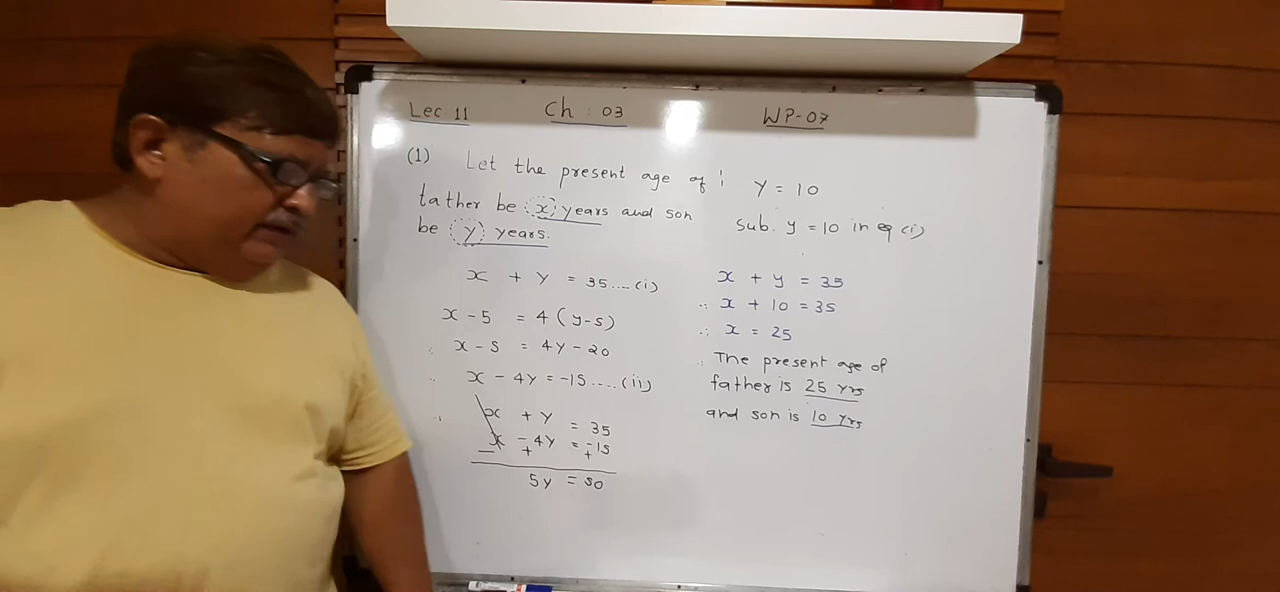 Lec 11 Ch : 03 WP-07
(1) Let the present age of
father be x years and son
be y years.
x + y = 35....(i)
x - 5 = 4(y-5)
∴ x - 5 = 4y - 20
∴ x - 4y = -15....(ii)
∴ x + y = 35
x - 4y = -15
- + +
5y = 50
y = 10
Sub. y = 10 in eq (i)
x + y = 35
∴ x + 10 = 35
∴ x = 25
∴ The present age of
father is 25 yrs
and son is 10 yrs